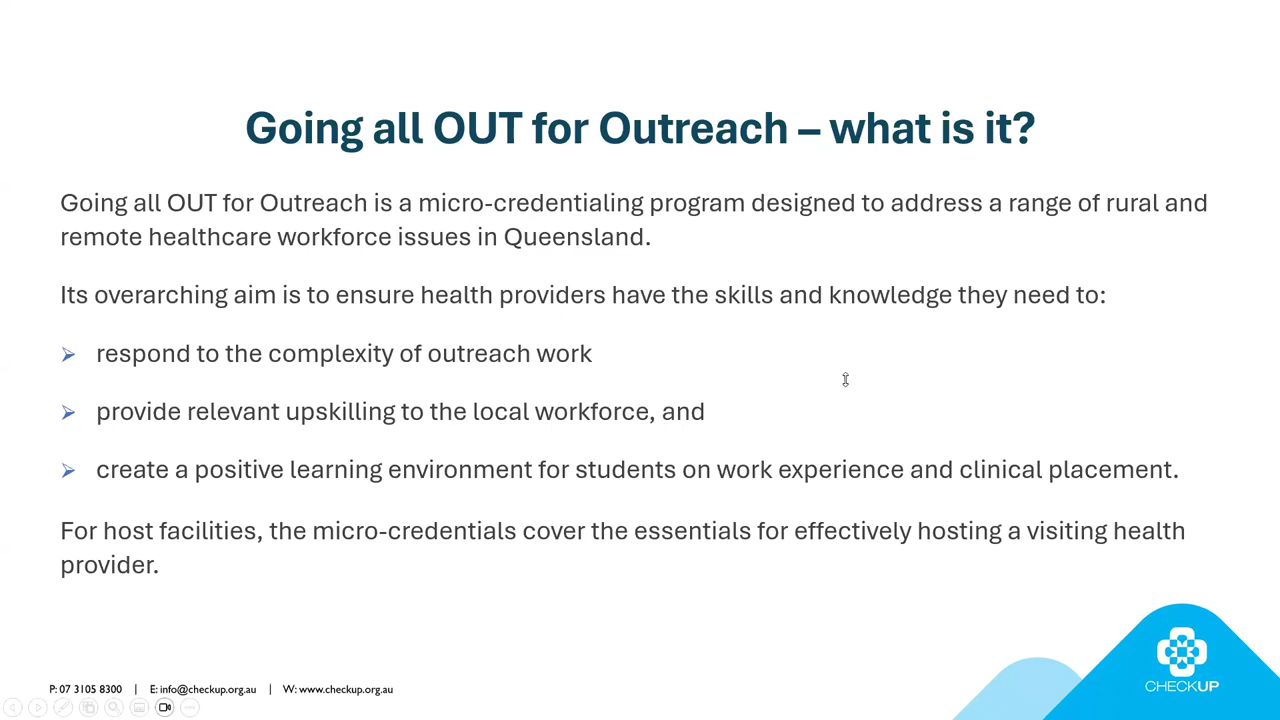 Going all OUT for Outreach – what is it?
Going all OUT for Outreach is a micro-credentialing program designed to address a range of rural and
remote healthcare workforce issues in Queensland.
Its overarching aim is to ensure health providers have the skills and knowledge they need to:
➢ respond to the complexity of outreach work
➢ provide relevant upskilling to the local workforce, and
➢ create a positive learning environment for students on work experience and clinical placement.
For host facilities, the micro-credentials cover the essentials for effectively hosting a visiting health
provider.
P: 07 3105 8300 | E: info@checkup.org.au | W: www.checkup.org.au
CHECKUP